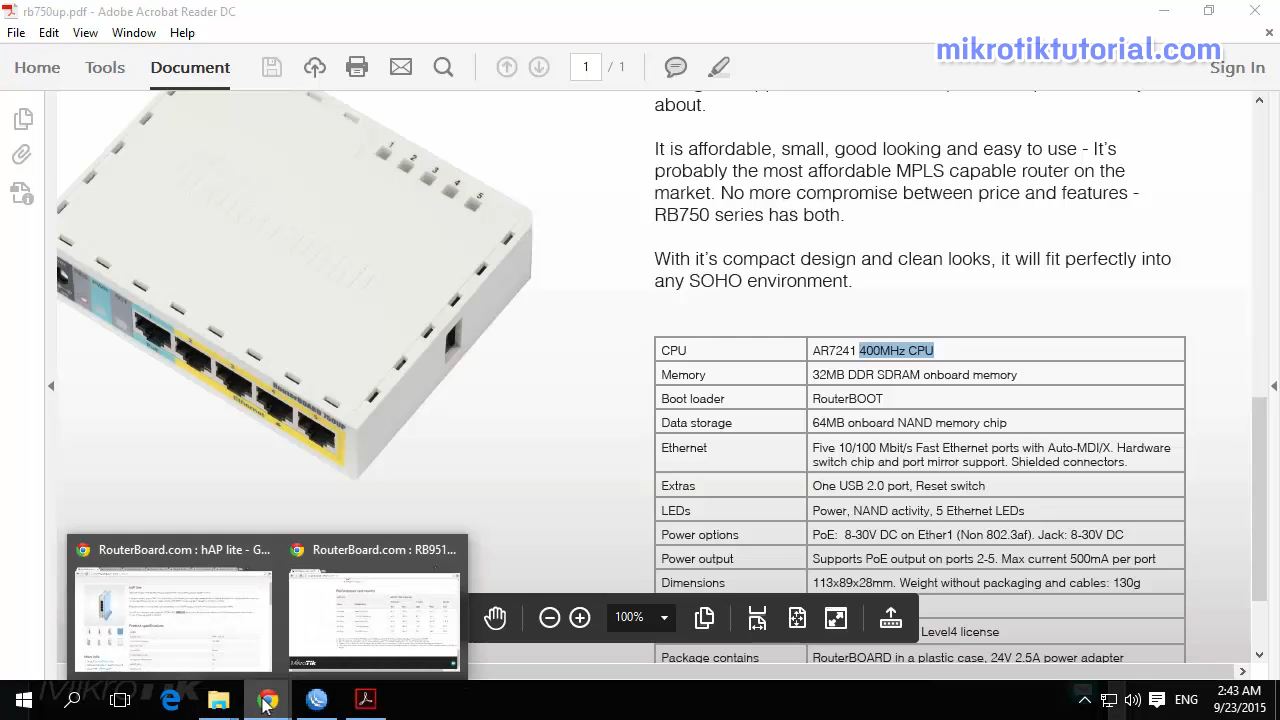 rb750up.pdf - Adobe Acrobat Reader DC
File Edit View Window Help
mikrotiktutorial.com
Home Tools Document 1 / 1 Sign In
about.
It is affordable, small, good looking and easy to use - It's
probably the most affordable MPLS capable router on the
market. No more compromise between price and features -
RB750 series has both.
With it's compact design and clean looks, it will fit perfectly into
any SOHO environment.
1 2 3 4 5
CPU AR7241 400MHz CPU
Memory 32MB DDR SDRAM onboard memory
Boot loader RouterBOOT
Data storage 64MB onboard NAND memory chip
Ethernet Five 10/100 Mbit/s Fast Ethernet ports with Auto-MDI/X. Hardware
switch chip and port mirror support. Shielded connectors.
Extras One USB 2.0 port, Reset switch
LEDs Power, NAND activity, 5 Ethernet LEDs
Power options PoE: 8-30V DC on Ether1 (Non 802.3af). Jack: 8-30V DC
Power output Supports PoE output on ports 2-5. Max current 500mA per port
Dimensions 113x89x28mm. Weight without packaging and cables: 130g
Level4 license
Package contains RouterBOARD in a plastic case, 24V 2.5A power adapter
RouterBoard.com : hAP lite - G...
RouterBoard.com : RB951...
100%
MikroTik
ENG
2:43 AM
9/23/2015